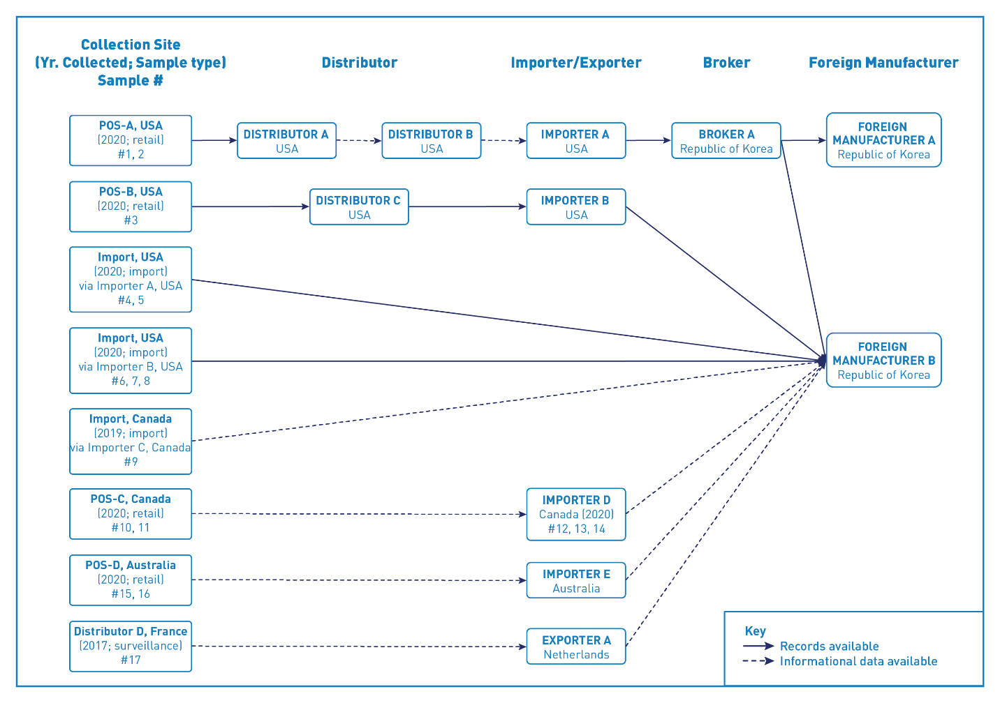 Collection Site
(Yr. Collected; Sample type)
Sample #
Distributor
Importer/Exporter
Broker
Foreign Manufacturer
POS-A, USA
(2020; retail)
#1, 2
DISTRIBUTOR A
USA
DISTRIBUTOR B
USA
IMPORTER A
USA
BROKER A
Republic of Korea
FOREIGN
MANUFACTURER A
Republic of Korea
POS-B, USA
(2020; retail)
#3
DISTRIBUTOR C
USA
IMPORTER B
USA
Import, USA
(2020; import)
via Importer A, USA
#4, 5
Import, USA
(2020; import)
via Importer B, USA
#6, 7, 8
FOREIGN
MANUFACTURER B
Republic of Korea
Import, Canada
(2019; import)
via Importer C, Canada
#9
POS-C, Canada
(2020; retail)
#10, 11
IMPORTER D
Canada (2020)
#12, 13, 14
POS-D, Australia
(2020; retail)
#15, 16
IMPORTER E
Australia
Distributor D, France
(2017; surveillance)
#17
EXPORTER A
Netherlands
Key
Records available
Informational data available